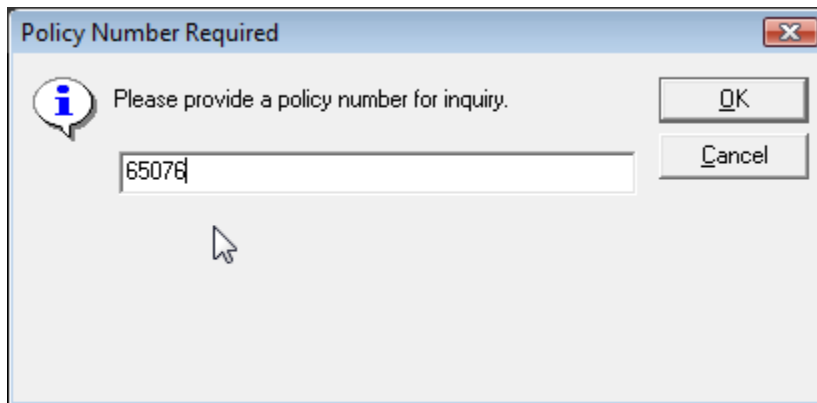 Policy Number Required
Please provide a policy number for inquiry.
OK
65076
Cancel